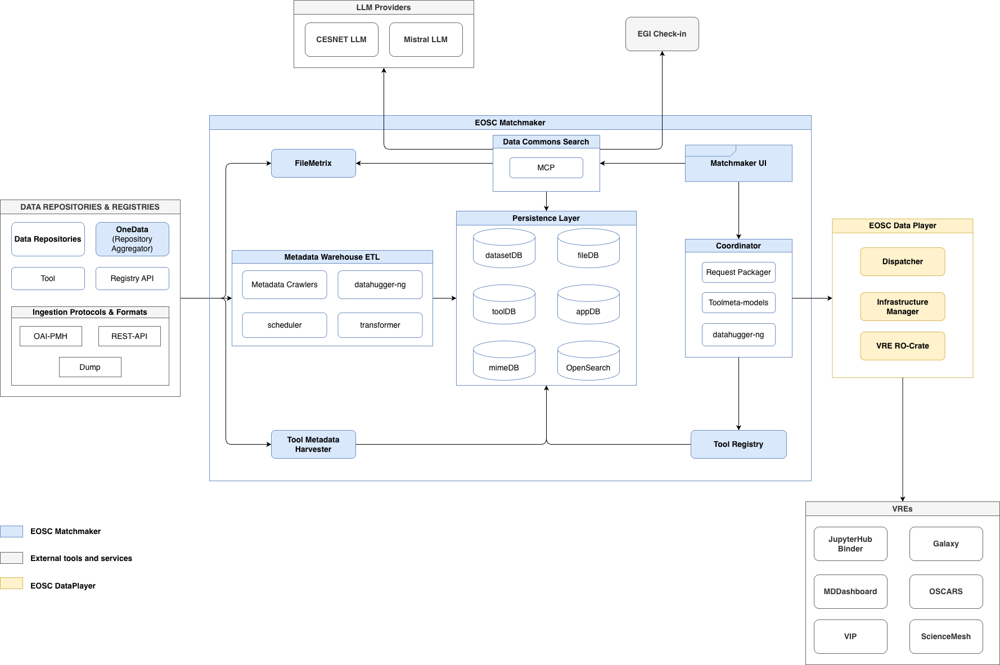 LLM Providers
CESNET LLM
Mistral LLM
EGI Check-in
EOSC Matchmaker
Data Commons Search
MCP
FileMetrix
Matchmaker UI
DATA REPOSITORIES & REGISTRIES
Data Repositories
OneData
(Repository
Aggregator)
Tool
Registry API
Ingestion Protocols & Formats
OAI-PMH
REST-API
Dump
Metadata Warehouse ETL
Metadata Crawlers
datahugger-ng
scheduler
transformer
Persistence Layer
datasetDB
fileDB
toolDB
appDB
mimeDB
OpenSearch
Coordinator
Request Packager
Toolmeta-models
datahugger-ng
EOSC Data Player
Dispatcher
Infrastructure
Manager
VRE RO-Crate
Tool Metadata
Harvester
Tool Registry
VREs
JupyterHub
Binder
Galaxy
MDDashboard
OSCARS
VIP
ScienceMesh
EOSC Matchmaker
External tools and services
EOSC DataPlayer